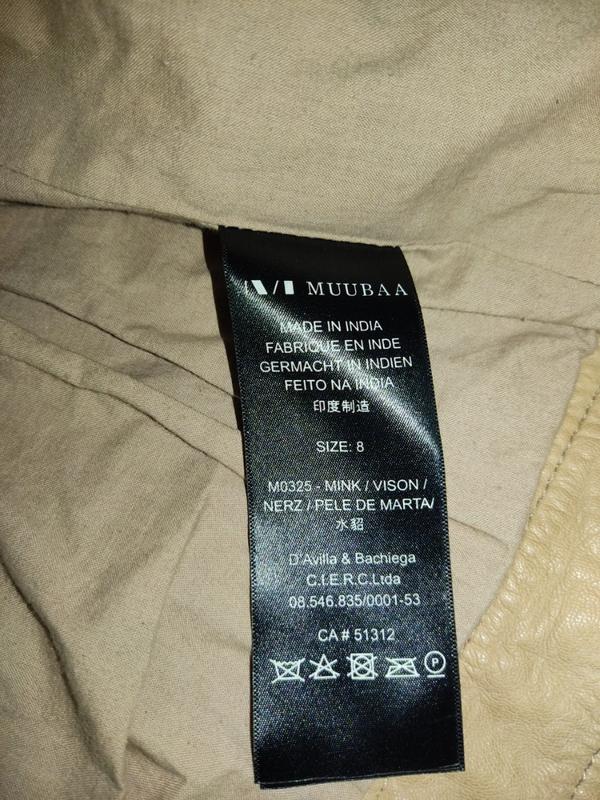 MUUBAA
MADE IN INDIA
FABRIQUE EN INDE
GERMACHT IN INDIEN
FEITO NA INDIA
印度制造
SIZE: 8
M0325 - MINK / VISON /
NERZ / PELE DE MARTA/
水貂
D'Avilla & Bachiega
C.I.E.R.C.Ltda
08.546.835/0001-53
CA # 51312
P